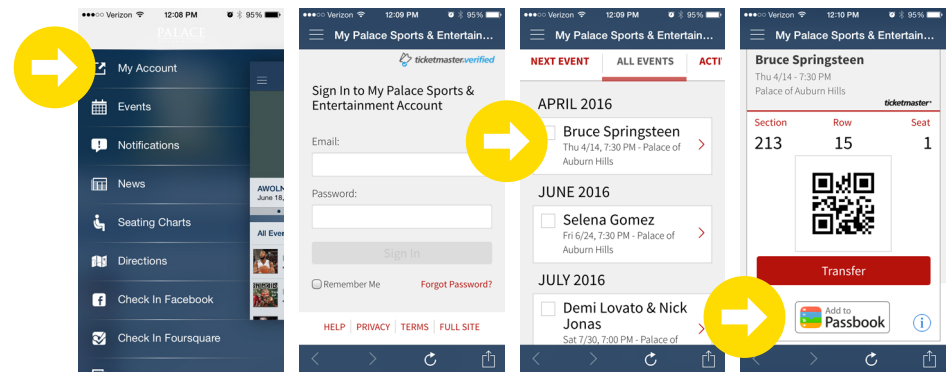 Verizon 12:08 PM 95%
PALACE
My Account
Events
Notifications
News
Seating Charts
Directions
Check In Facebook
Check In Foursquare
AWOLN
June 18,
All Ever
Verizon 12:09 PM 95%
My Palace Sports & Entertain...
ticketmaster.verified
Sign In to My Palace Sports &
Entertainment Account
Email:
Password:
Sign In
Remember Me Forgot Password?
HELP PRIVACY TERMS FULL SITE
Verizon 12:09 PM 95%
My Palace Sports & Entertain...
NEXT EVENT ALL EVENTS ACTI
APRIL 2016
Bruce Springsteen
Thu 4/14, 7:30 PM - Palace of
Auburn Hills
JUNE 2016
Selena Gomez
Fri 6/24, 7:30 PM - Palace of
Auburn Hills
JULY 2016
Demi Lovato & Nick
Jonas
Sat 7/30, 7:00 PM - Palace of
Verizon 12:10 PM 95%
My Palace Sports & Entertain...
Bruce Springsteen
Thu 4/14 - 7:30 PM
Palace of Auburn Hills
ticketmaster
Section Row Seat
213 15 1
Transfer
Add to
Passbook